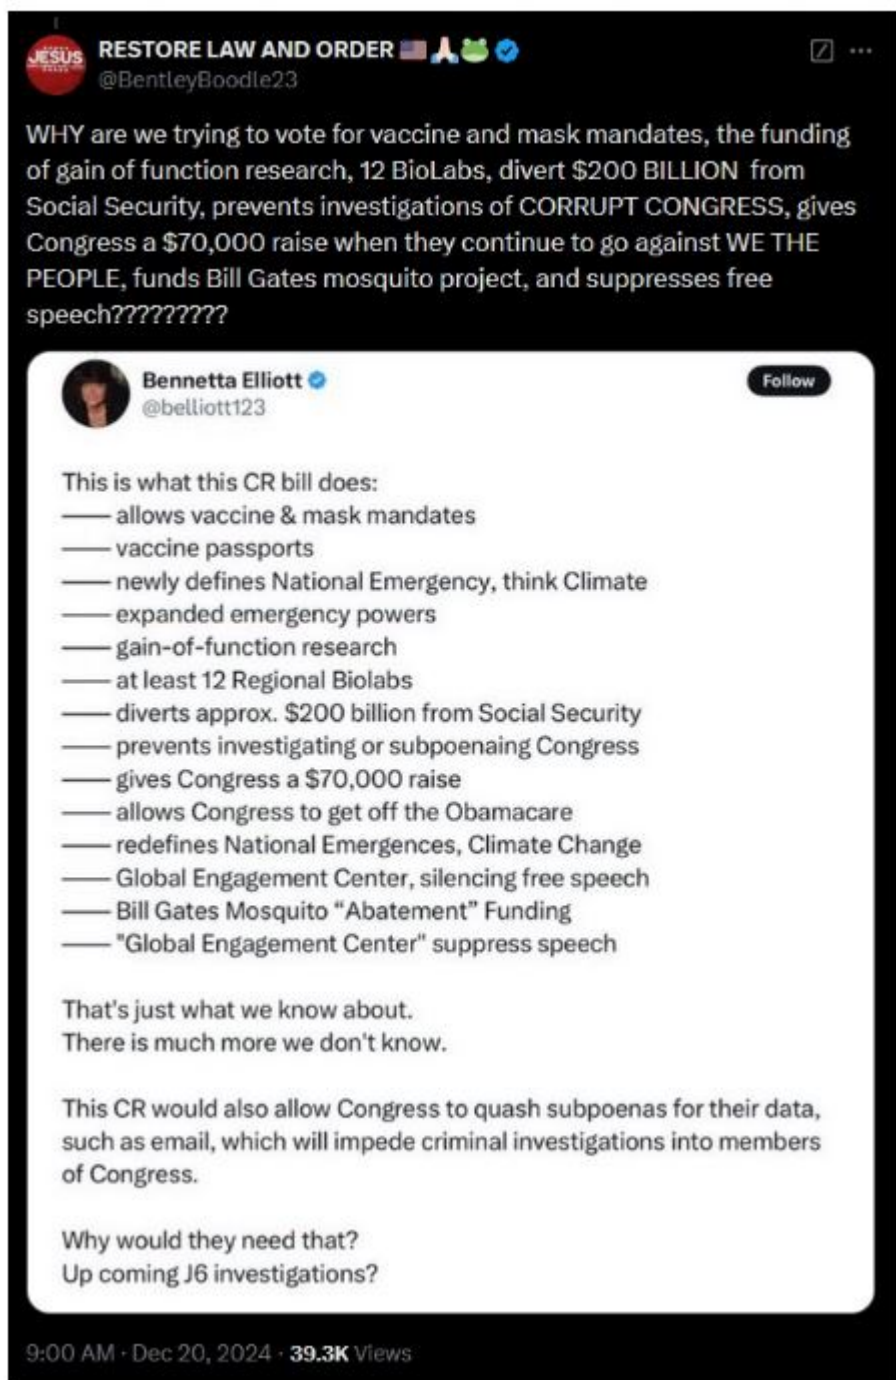 JESUS
RESTORE LAW AND ORDER 🇺🇸🙏🏻🐸
@BentleyBoodle23
WHY are we trying to vote for vaccine and mask mandates, the funding
of gain of function research, 12 BioLabs, divert $200 BILLION from
Social Security, prevents investigations of CORRUPT CONGRESS, gives
Congress a $70,000 raise when they continue to go against WE THE
PEOPLE, funds Bill Gates mosquito project, and suppresses free
speech?????????
Bennetta Elliott
Follow
@belliott123
This is what this CR bill does:
—— allows vaccine & mask mandates
—— vaccine passports
—— newly defines National Emergency, think Climate
—— expanded emergency powers
—— gain-of-function research
—— at least 12 Regional Biolabs
—— diverts approx. $200 billion from Social Security
—— prevents investigating or subpoenaing Congress
—— gives Congress a $70,000 raise
—— allows Congress to get off the Obamacare
—— redefines National Emergences, Climate Change
—— Global Engagement Center, silencing free speech
—— Bill Gates Mosquito “Abatement” Funding
—— "Global Engagement Center" suppress speech
That's just what we know about.
There is much more we don't know.
This CR would also allow Congress to quash subpoenas for their data,
such as email, which will impede criminal investigations into members
of Congress.
Why would they need that?
Up coming J6 investigations?
9:00 AM · Dec 20, 2024 · 39.3K Views